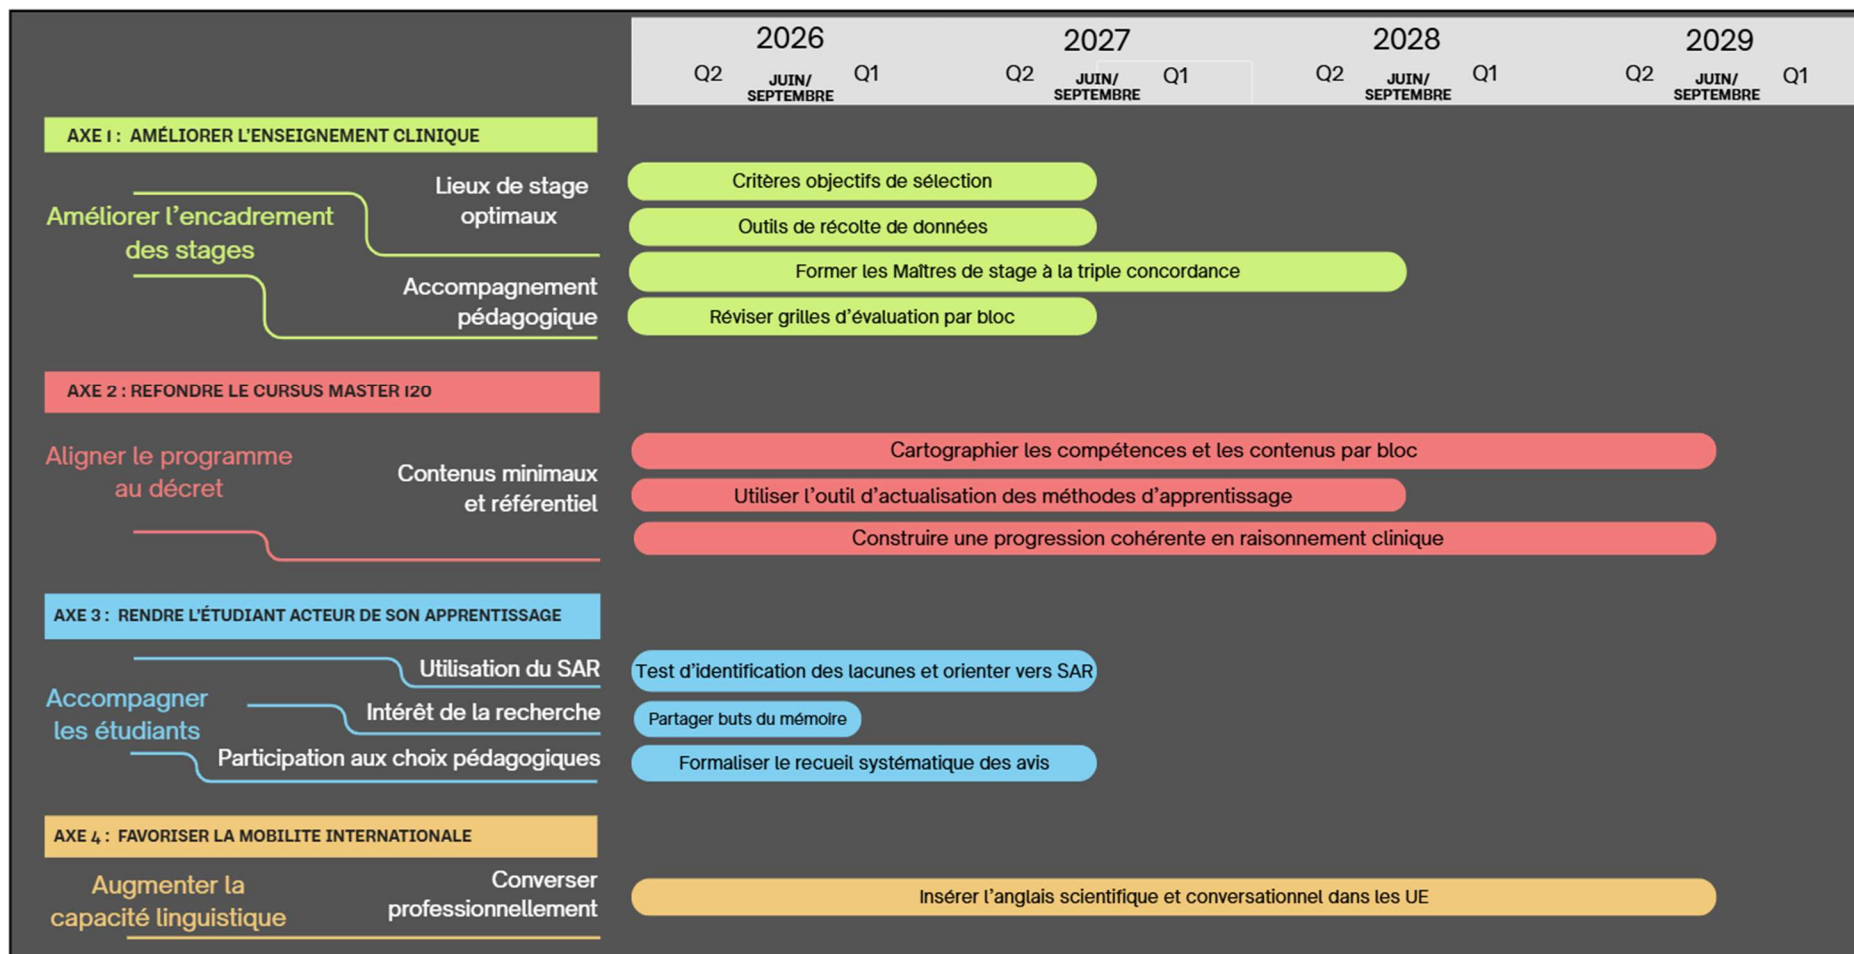 2026 2027 2028 2029
Q2 JUIN/ Q1 Q2 JUIN/ Q1 Q2 JUIN/ Q1 Q2 JUIN/ Q1
SEPTEMBRE SEPTEMBRE SEPTEMBRE SEPTEMBRE
AXE 1 : AMÉLIORER L'ENSEIGNEMENT CLINIQUE
Améliorer l'encadrement
des stages
Lieux de stage
optimaux
Critères objectifs de sélection
Outils de récolte de données
Accompagnement
pédagogique
Former les Maîtres de stage à la triple concordance
Réviser grilles d'évaluation par bloc
AXE 2 : REFONDRE LE CURSUS MASTER 120
Aligner le programme
au décret
Contenus minimaux
et référentiel
Cartographier les compétences et les contenus par bloc
Utiliser l'outil d'actualisation des méthodes d'apprentissage
Construire une progression cohérente en raisonnement clinique
AXE 3 : RENDRE L'ÉTUDIANT ACTEUR DE SON APPRENTISSAGE
Accompagner
les étudiants
Utilisation du SAR
Test d'identification des lacunes et orienter vers SAR
Intérêt de la recherche
Partager buts du mémoire
Participation aux choix pédagogiques
Formaliser le recueil systématique des avis
AXE 4 : FAVORISER LA MOBILITE INTERNATIONALE
Augmenter la
capacité linguistique
Converser
professionnellement
Insérer l'anglais scientifique et conversationnel dans les UE